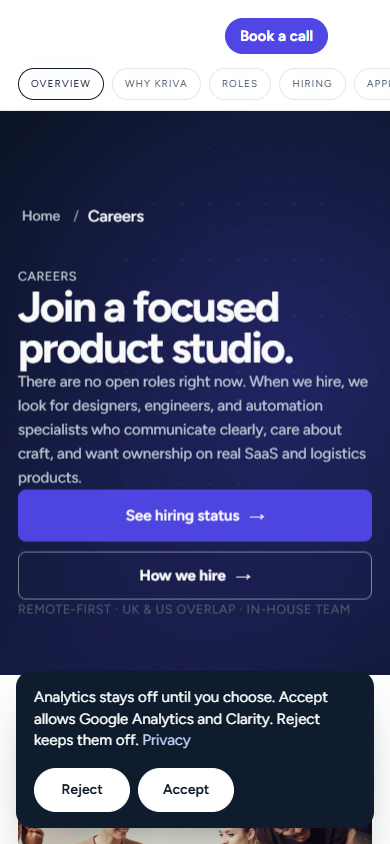 Book a call
OVERVIEW
WHY KRIVA
ROLES
HIRING
Home / Careers
CAREERS
Join a focused
product studio.
There are no open roles right now. When we hire, we
look for designers, engineers, and automation
specialists who communicate clearly, care about
craft, and want ownership on real SaaS and logistics
products.
See hiring status →
How we hire →
REMOTE-FIRST · UK & US OVERLAP · IN-HOUSE TEAM
Analytics stays off until you choose. Accept
allows Google Analytics and Clarity. Reject
keeps them off. Privacy
Reject
Accept